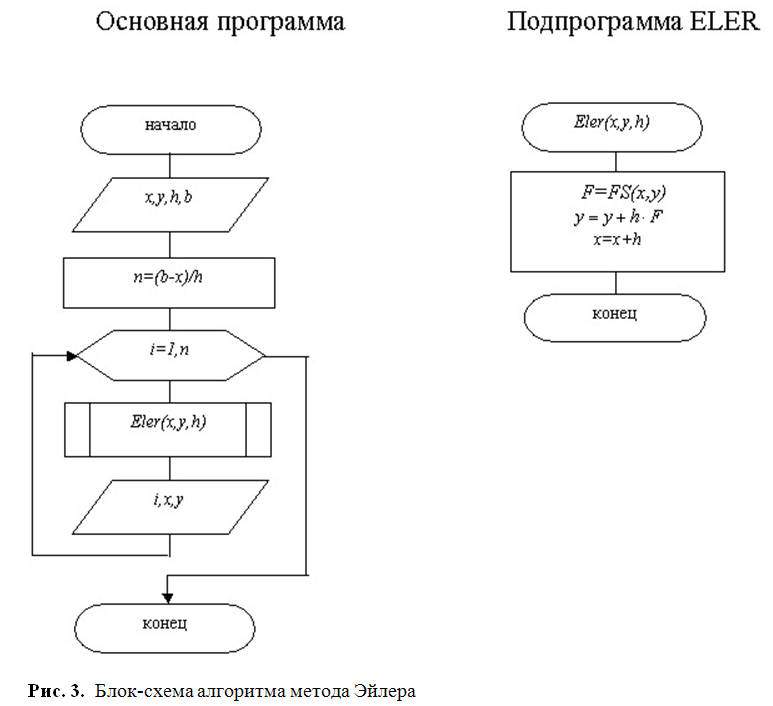 Основная программа
начало
x,y,h,b
n=(b-x)/h
i=1,n
Eler(x,y,h)
i,x,y
конец
Подпрограмма ELER
Eler(x,y,h)
F=FS(x,y)
y = y + h· F
x=x+h
конец
Рис. 3. Блок-схема алгоритма метода Эйлера